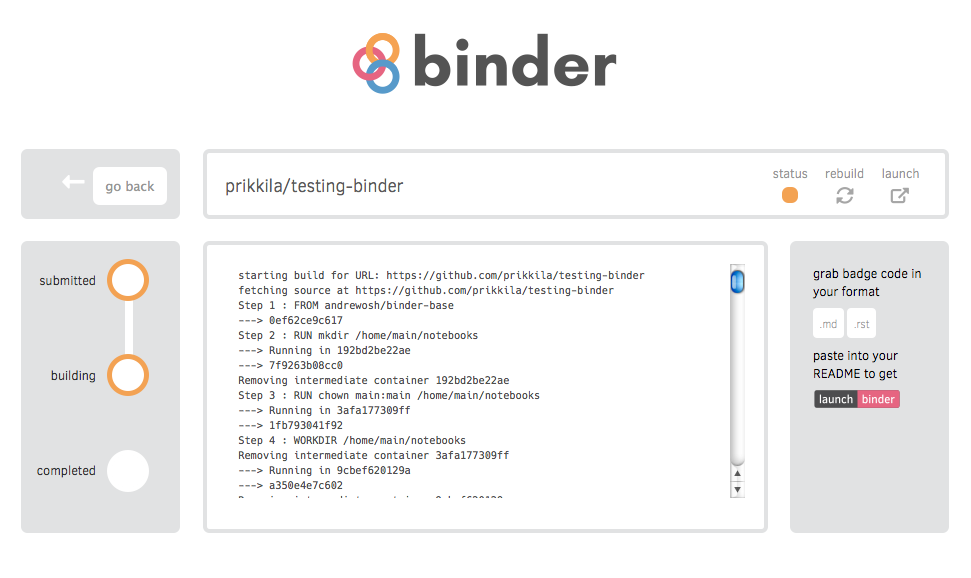 binder
go back
prikkila/testing-binder
status
rebuild
launch
submitted
building
completed
starting build for URL: https://github.com/prikkila/testing-binder
fetching source at https://github.com/prikkila/testing-binder
Step 1 : FROM andrewosh/binder-base
---> 0ef62ce9c617
Step 2 : RUN mkdir /home/main/notebooks
---> Running in 192bd2be22ae
---> 7f9263b08cc0
Removing intermediate container 192bd2be22ae
Step 3 : RUN chown main:main /home/main/notebooks
---> Running in 3afa177309ff
---> 1fb793041f92
Step 4 : WORKDIR /home/main/notebooks
Removing intermediate container 3afa177309ff
---> Running in 9cbef620129a
---> a350e4e7c602
grab badge code in
your format
.md
.rst
paste into your
README to get
launch binder